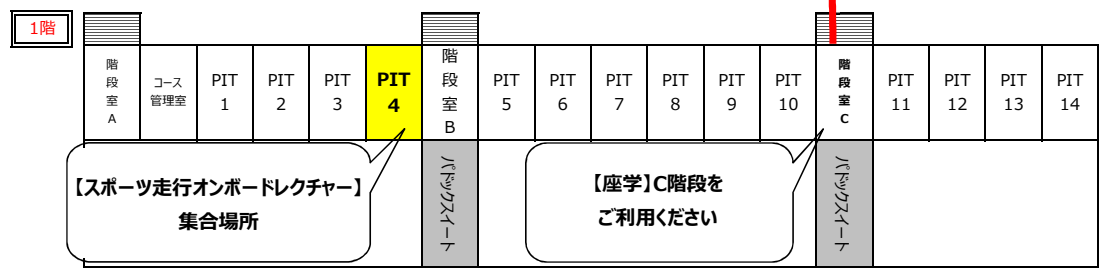 1階
階段室A
コース管理室
PIT 1
PIT 2
PIT 3
PIT 4
階段室B
PIT 5
PIT 6
PIT 7
PIT 8
PIT 9
PIT 10
階段室C
PIT 11
PIT 12
PIT 13
PIT 14
【スポーツ走行オンボードレクチャー】
集合場所
パドックスイート
【座学】C階段を
ご利用ください
パドックスイート